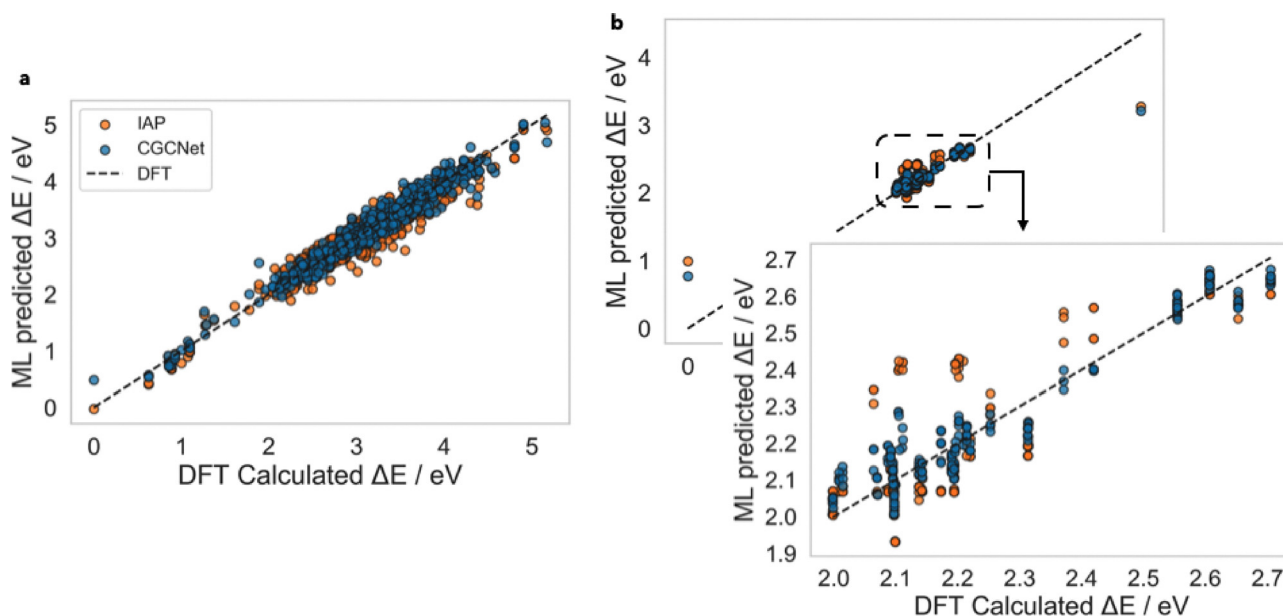 a
ML predicted ΔE / eV
5
4
3
2
1
0
IAP
CGCNet
DFT
0 1 2 3 4 5
DFT Calculated ΔE / eV
b
ML predicted ΔE / eV
4
3
2
1
0
0
ML predicted ΔE / eV
2.7
2.6
2.5
2.4
2.3
2.2
2.1
2.0
1.9
2.0 2.1 2.2 2.3 2.4 2.5 2.6 2.7
DFT Calculated ΔE / eV